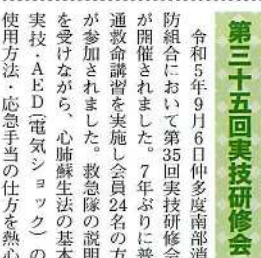 第三十五回実技研修会
令和5年9月6日仲多度南部消
防組合において第35回実技研修会
が開催されました。7年ぶりに普
通救命講習を実施し会員24名の方
が参加されました。救急隊の説明
を受けながら、心肺蘇生法の基本
実技・AED(電気ショック)の
使用方法・応急手当の仕方を熱心